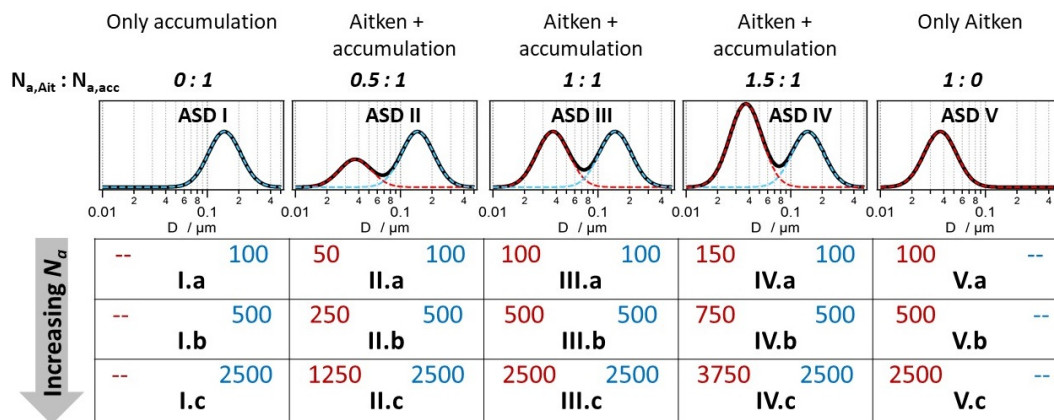 Only accumulation
Aitken +
accumulation
Aitken +
accumulation
Aitken +
accumulation
Only Aitken
N_a,Ait : N_a,acc 0 : 1 0.5 : 1 1 : 1 1.5 : 1 1 : 0
ASD I ASD II ASD III ASD IV ASD V
0.01 2 4 6 0.1 2 4 0.01 2 4 6 0.1 2 4 0.01 2 4 6 0.1 2 4 0.01 2 4 6 0.1 2 4 0.01 2 4 6 0.1 2 4
D / µm D / µm D / µm D / µm D / µm
Increasing N_a
-- 100 50 100 100 100 150 100 100 --
I.a II.a III.a IV.a V.a
-- 500 250 500 500 500 750 500 500 --
I.b II.b III.b IV.b V.b
-- 2500 1250 2500 2500 2500 3750 2500 2500 --
I.c II.c III.c IV.c V.c